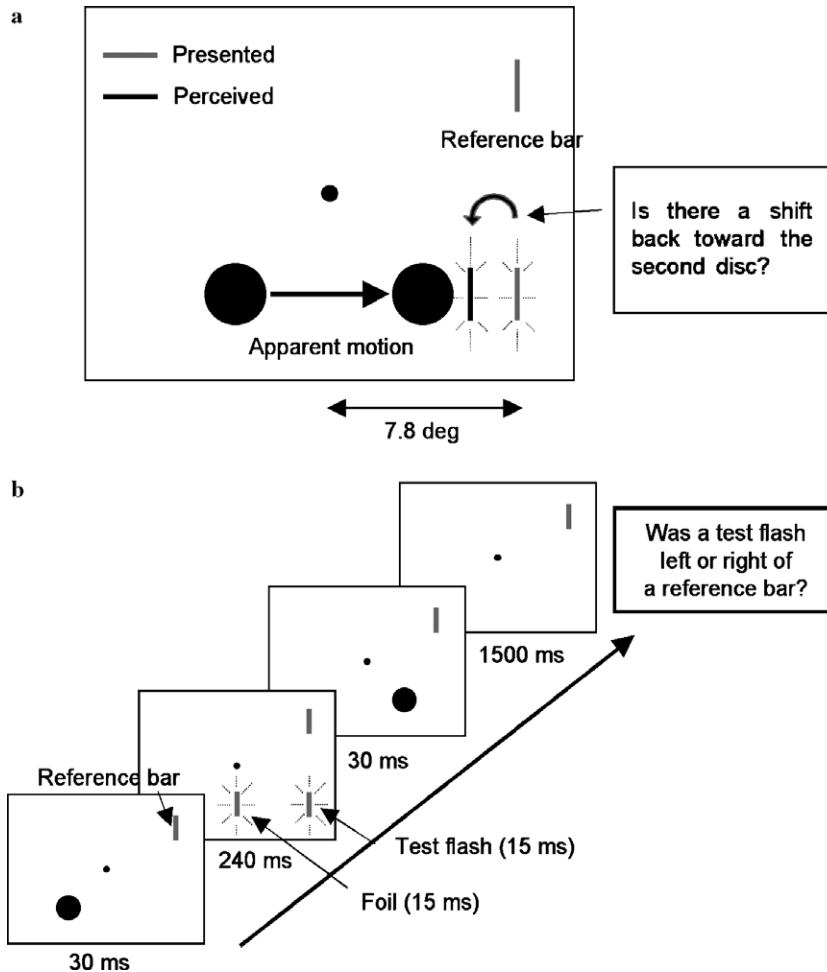 a
Presented
Perceived
Reference bar
Is there a shift
back toward the
second disc?
Apparent motion
7.8 deg
b
Was a test flash
left or right of
a reference bar?
1500 ms
30 ms
Reference bar
240 ms
Test flash (15 ms)
Foil (15 ms)
30 ms